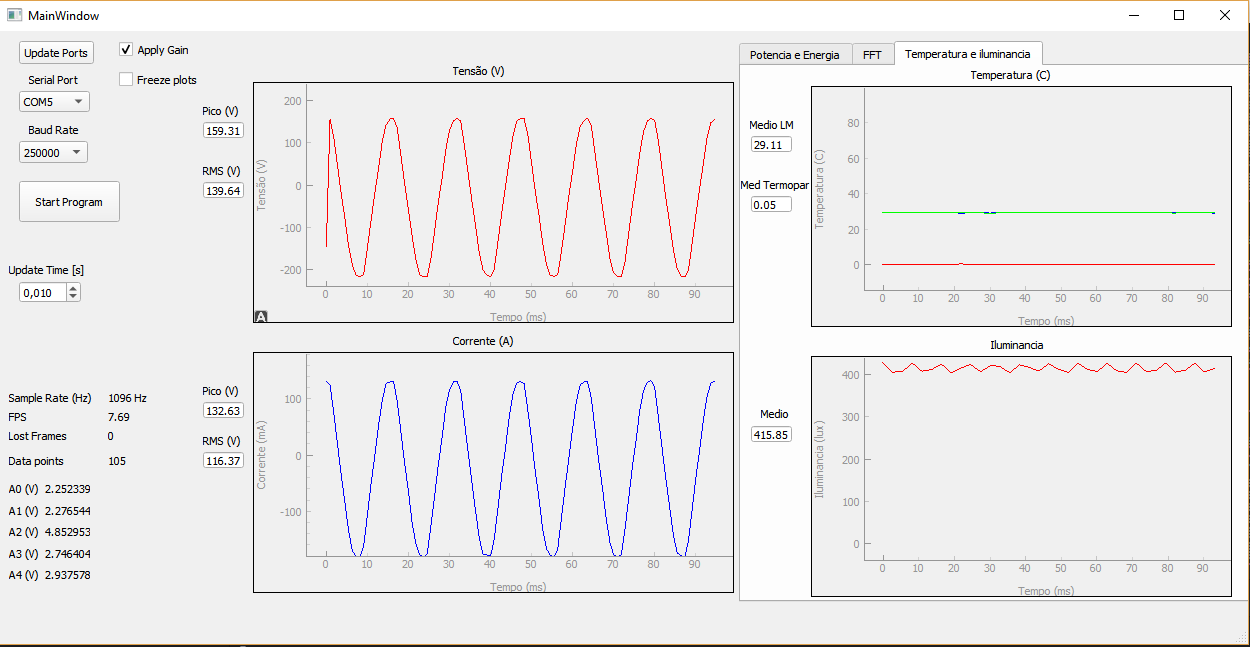 MainWindow
Update Ports
Apply Gain
Serial Port
Freeze plots
COM5
Baud Rate
250000
Start Program
Update Time [s]
0,010
Sample Rate (Hz) 1096 Hz
FPS 7.69
Lost Frames 0
Data points 105
A0 (V) 2.252339
A1 (V) 2.276544
A2 (V) 4.852953
A3 (V) 2.746404
A4 (V) 2.937578
Pico (V)
159.31
RMS (V)
139.64
Tensão (V)
Tensão (V)
200
100
0
-100
-200
0 10 20 30 40 50 60 70 80 90
Tempo (ms)
A
Pico (V)
132.63
RMS (V)
116.37
Corrente (A)
Corrente (mA)
100
0
-100
0 10 20 30 40 50 60 70 80 90
Tempo (ms)
Potencia e Energia
FFT
Temperatura e iluminancia
Temperatura (C)
Medio LM
29.11
Med Termopar
0.05
Temperatura (C)
80
60
40
20
0
0 10 20 30 40 50 60 70 80 90
Tempo (ms)
Iluminancia
Medio
415.85
Iluminancia (lux)
400
300
200
100
0
0 10 20 30 40 50 60 70 80 90
Tempo (ms)